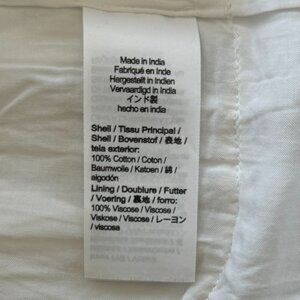 Made in India
Fabriqué en Inde
Hergestellt in Indien
Vervaardigd in India
インド製
hecho en india
Shell / Tissu Principal /
Shell / Bovenstof / 表地 /
tela exterior:
100% Cotton / Coton /
Baumwolle / Katoen / 綿 /
algodón
Lining / Doublure / Futter
/ Voering / 裏地 / forro:
100% Viscose / Viscose /
Viskose / Viscose / レーヨン
/ viscosa